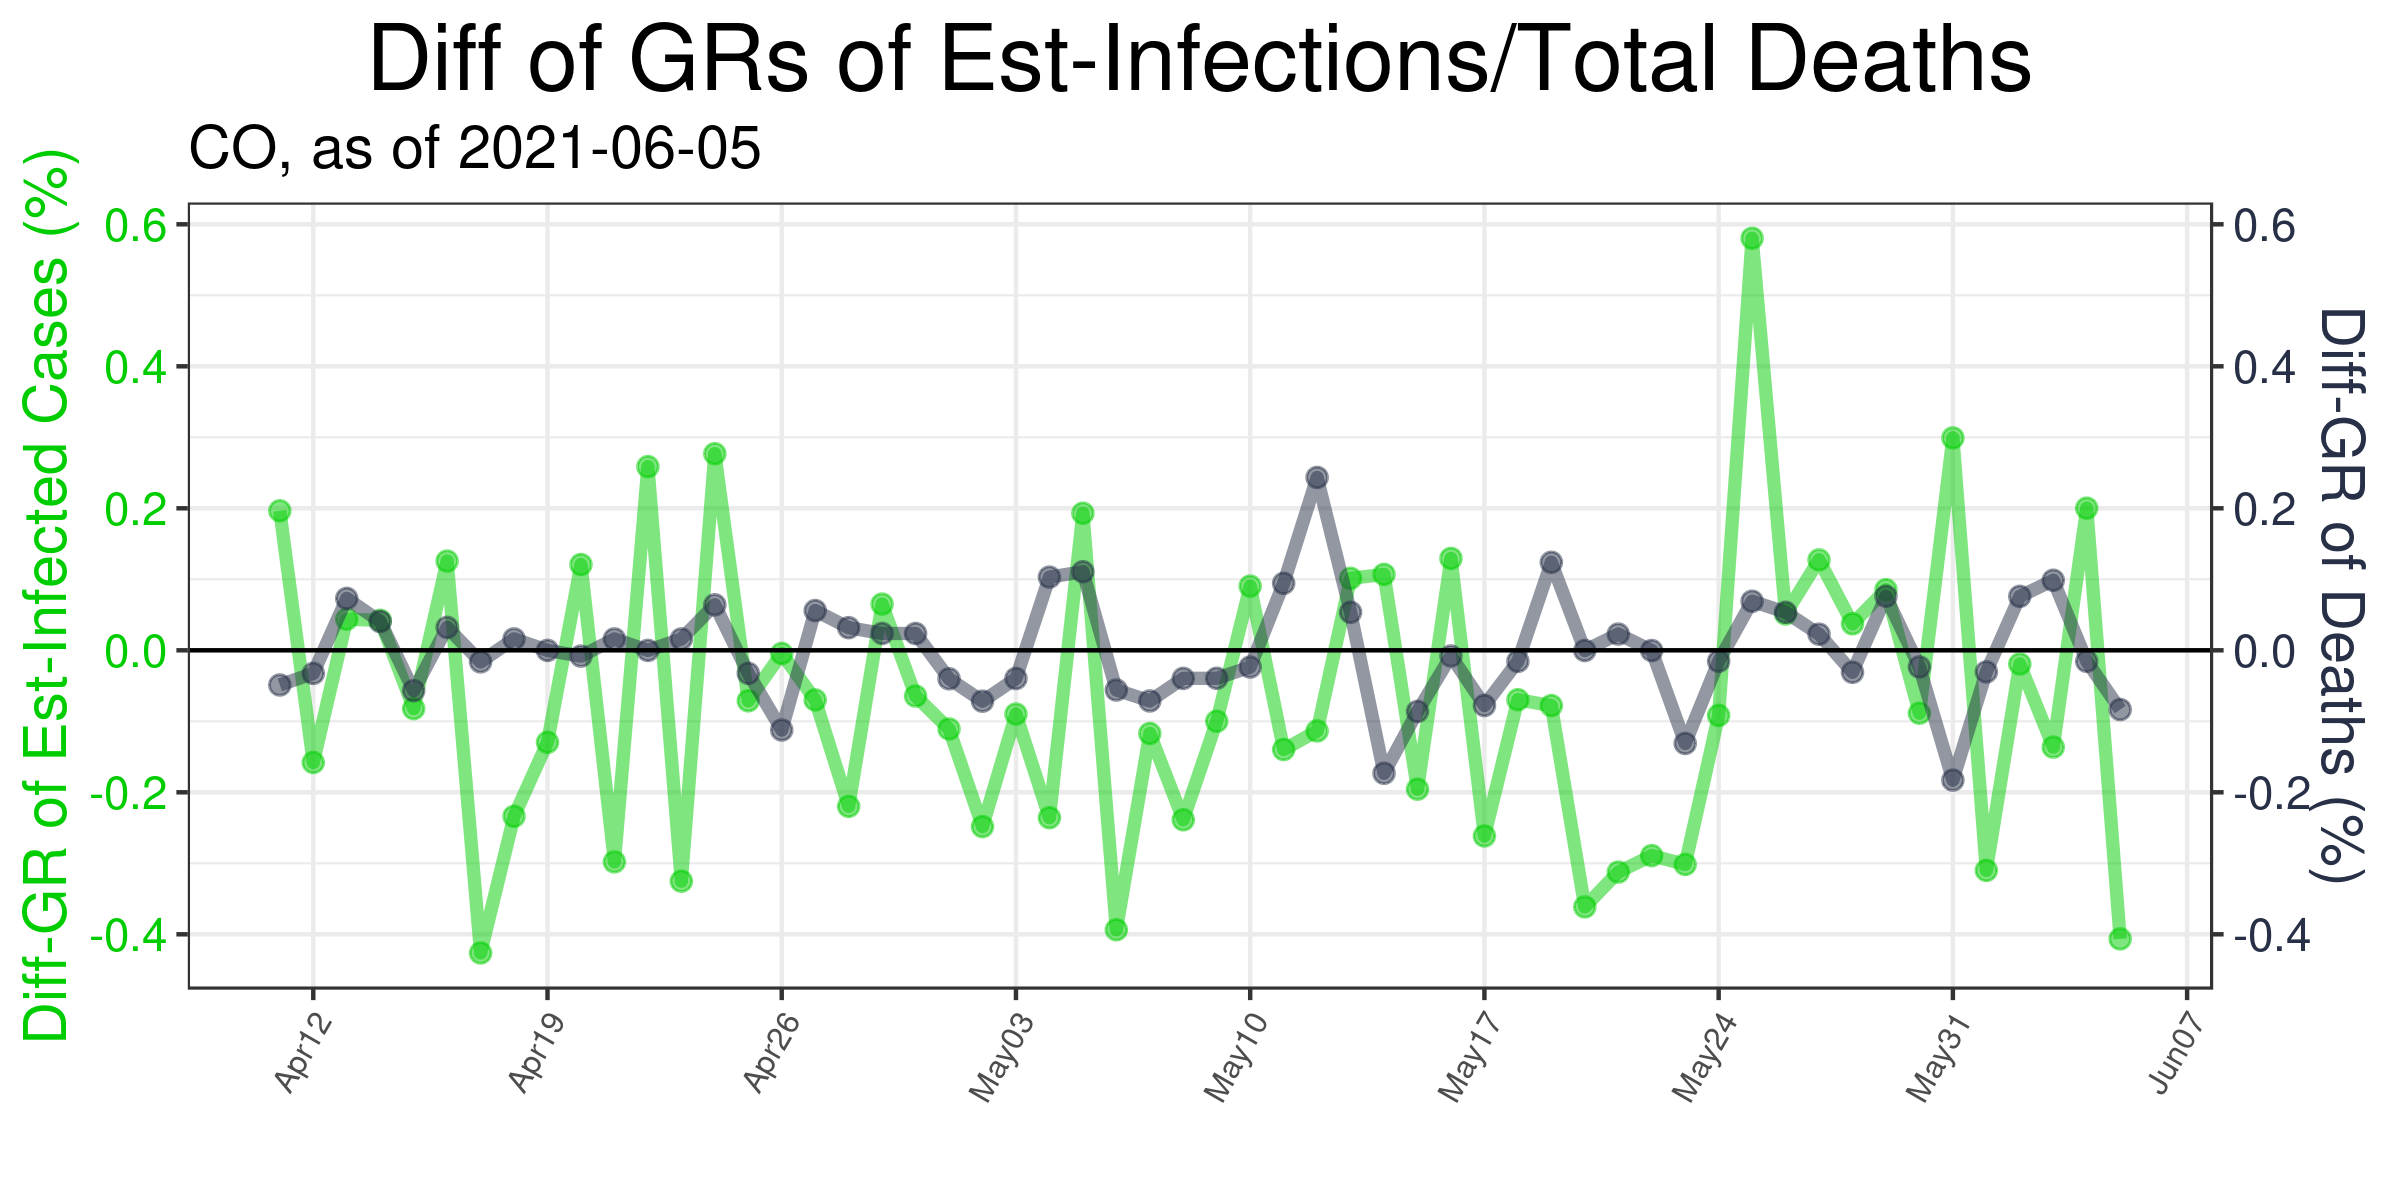 Diff of GRs of Est-Infections/Total Deaths
CO, as of 2021-06-05
Diff-GR of Est-Infected Cases (%)
0.6
0.4
0.2
0.0
-0.2
-0.4
0.6
0.4
0.2
0.0
-0.2
-0.4
Diff-GR of Deaths (%)
Apr12
Apr19
Apr26
May03
May10
May17
May24
May31
Jun07